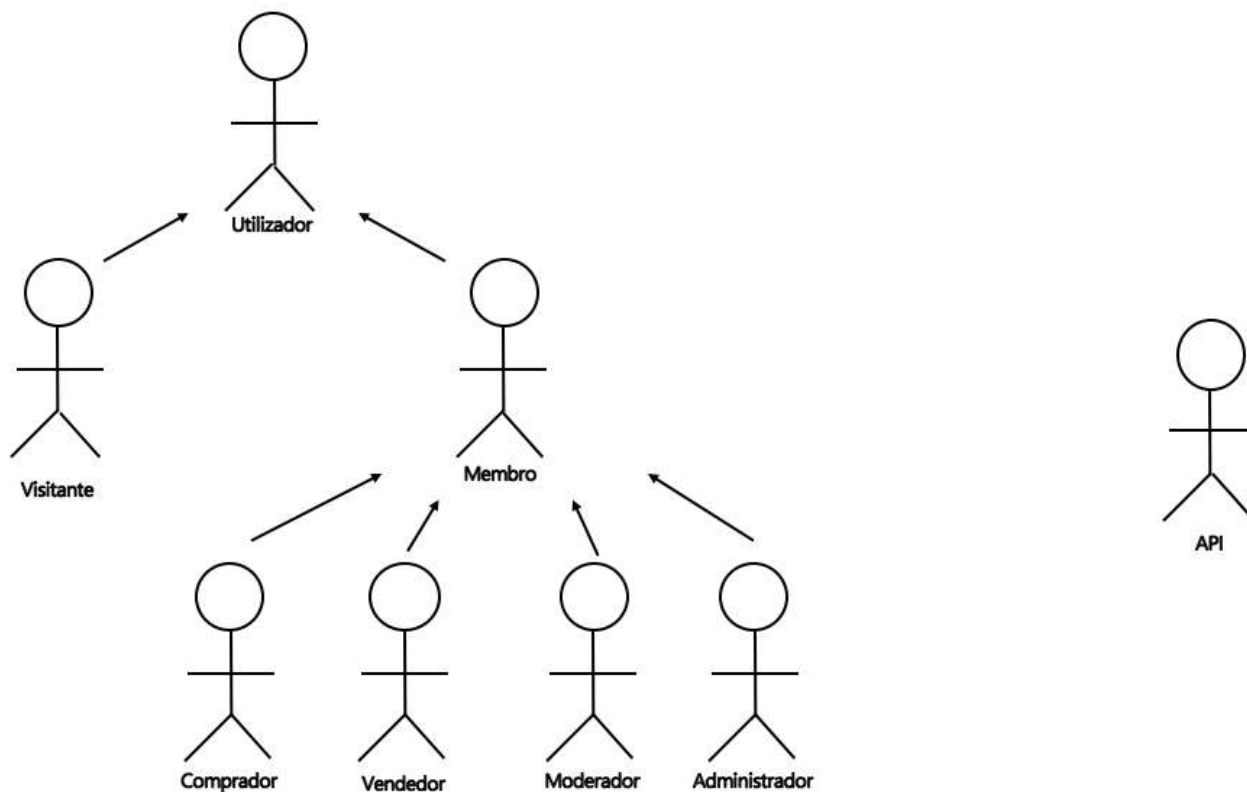 Utilizador
Visitante
Membro
API
Comprador
Vendedor
Moderador
Administrador